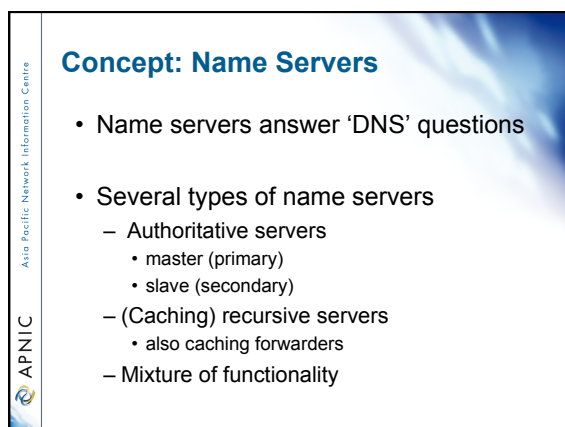 Concept: Name Servers
• Name servers answer ‘DNS’ questions
• Several types of name servers
– Authoritative servers
• master (primary)
• slave (secondary)
– (Caching) recursive servers
• also caching forwarders
– Mixture of functionality
Asia Pacific Network Information Centre
APNIC